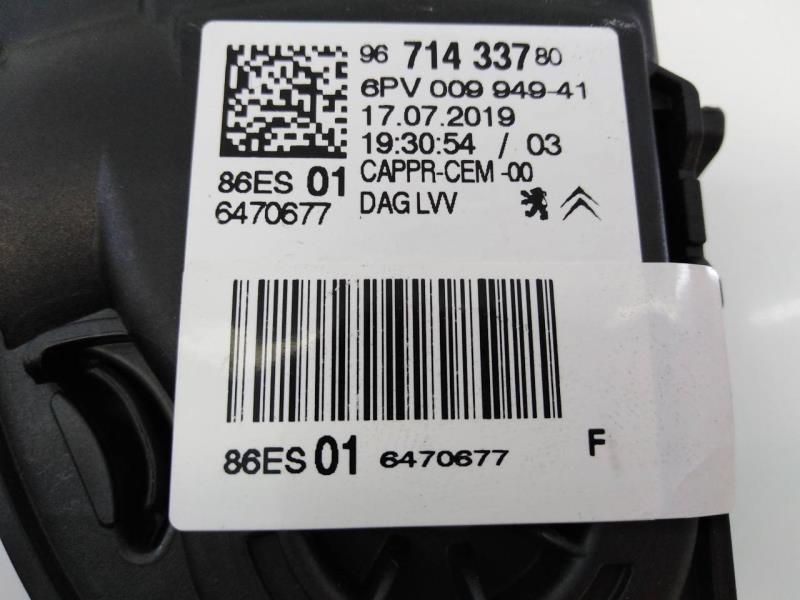 96 714 337 80
6PV 009 949-41
17.07.2019
19:30:54 / 03
CAPPR-CEM -00
DAG LVV
86ES 01
6470677
86ES 01 6470677 F